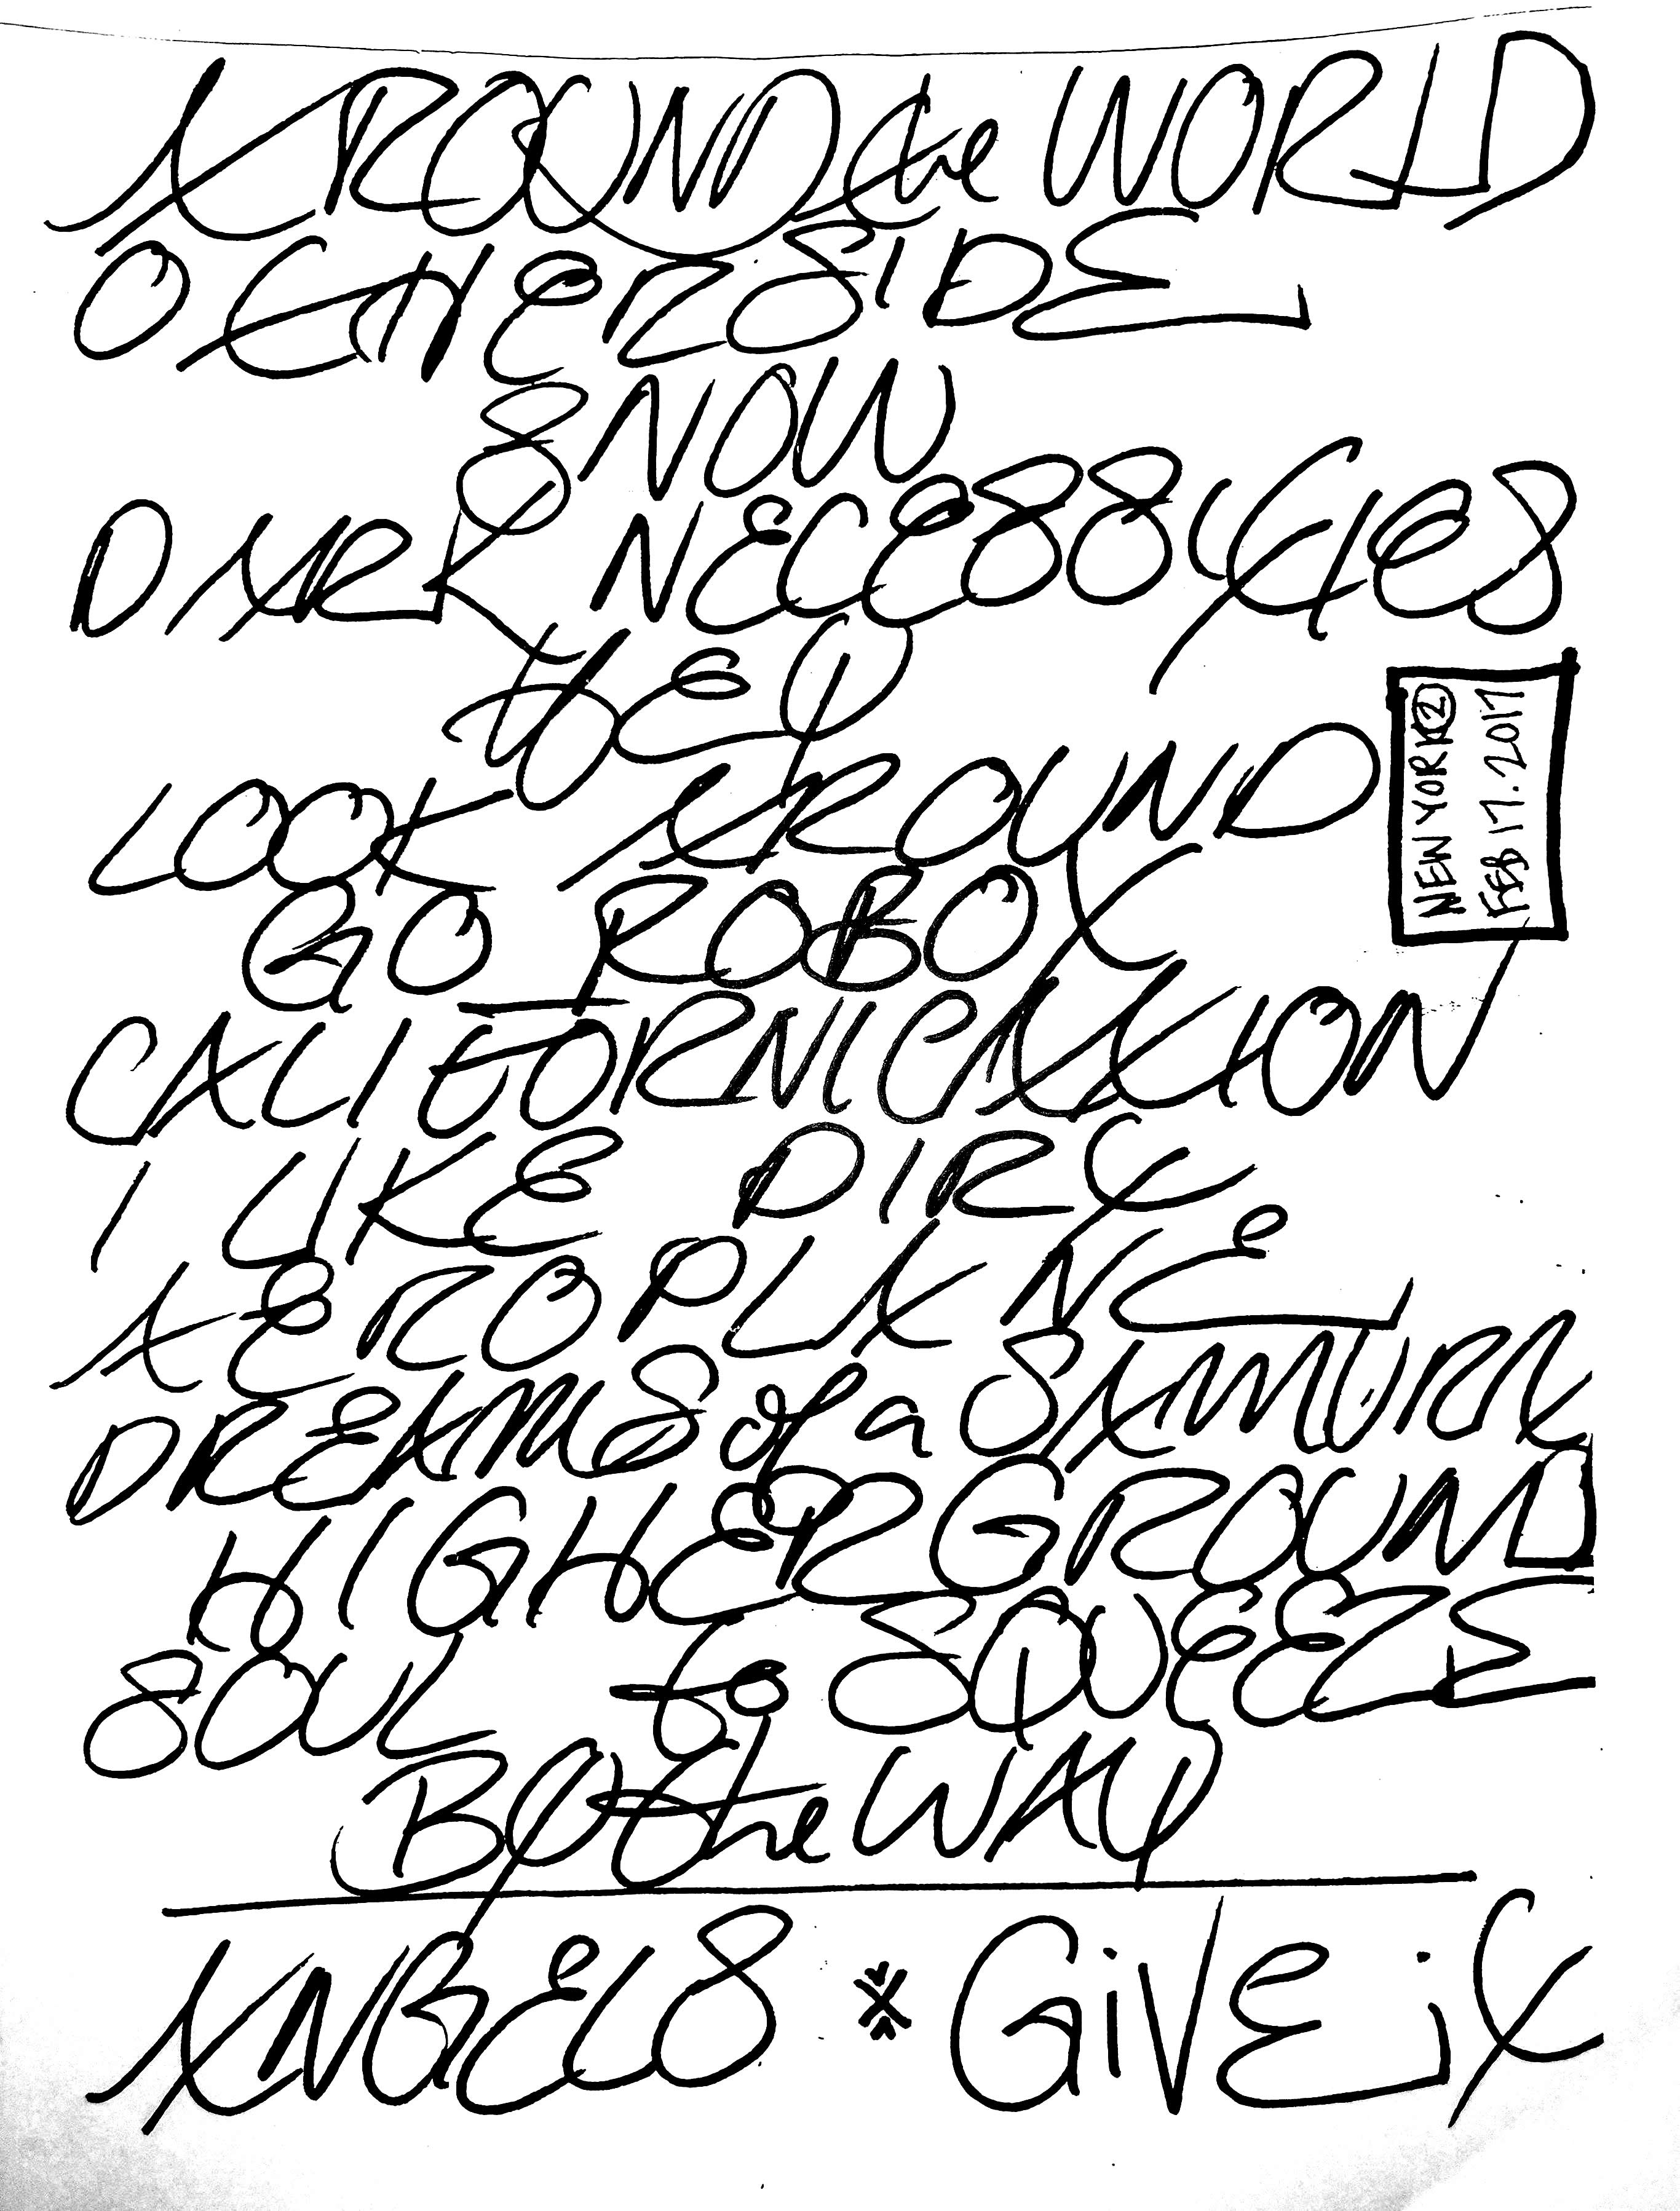 AROUND the WORLD
OTHERSIDE
SNOW
DARK NECESSITIES
HEY
LOOK AROUND
GO ROBOT
CALIFORNICATION
I LIKE DIRT
AEROPLANE
DREAMS of a SAMURAI
HIGHER GROUND
SOUL to SQUEEZE
By the WAY
ANGELS * GiVE it
NEW YORK ②
FEB 17. 2017